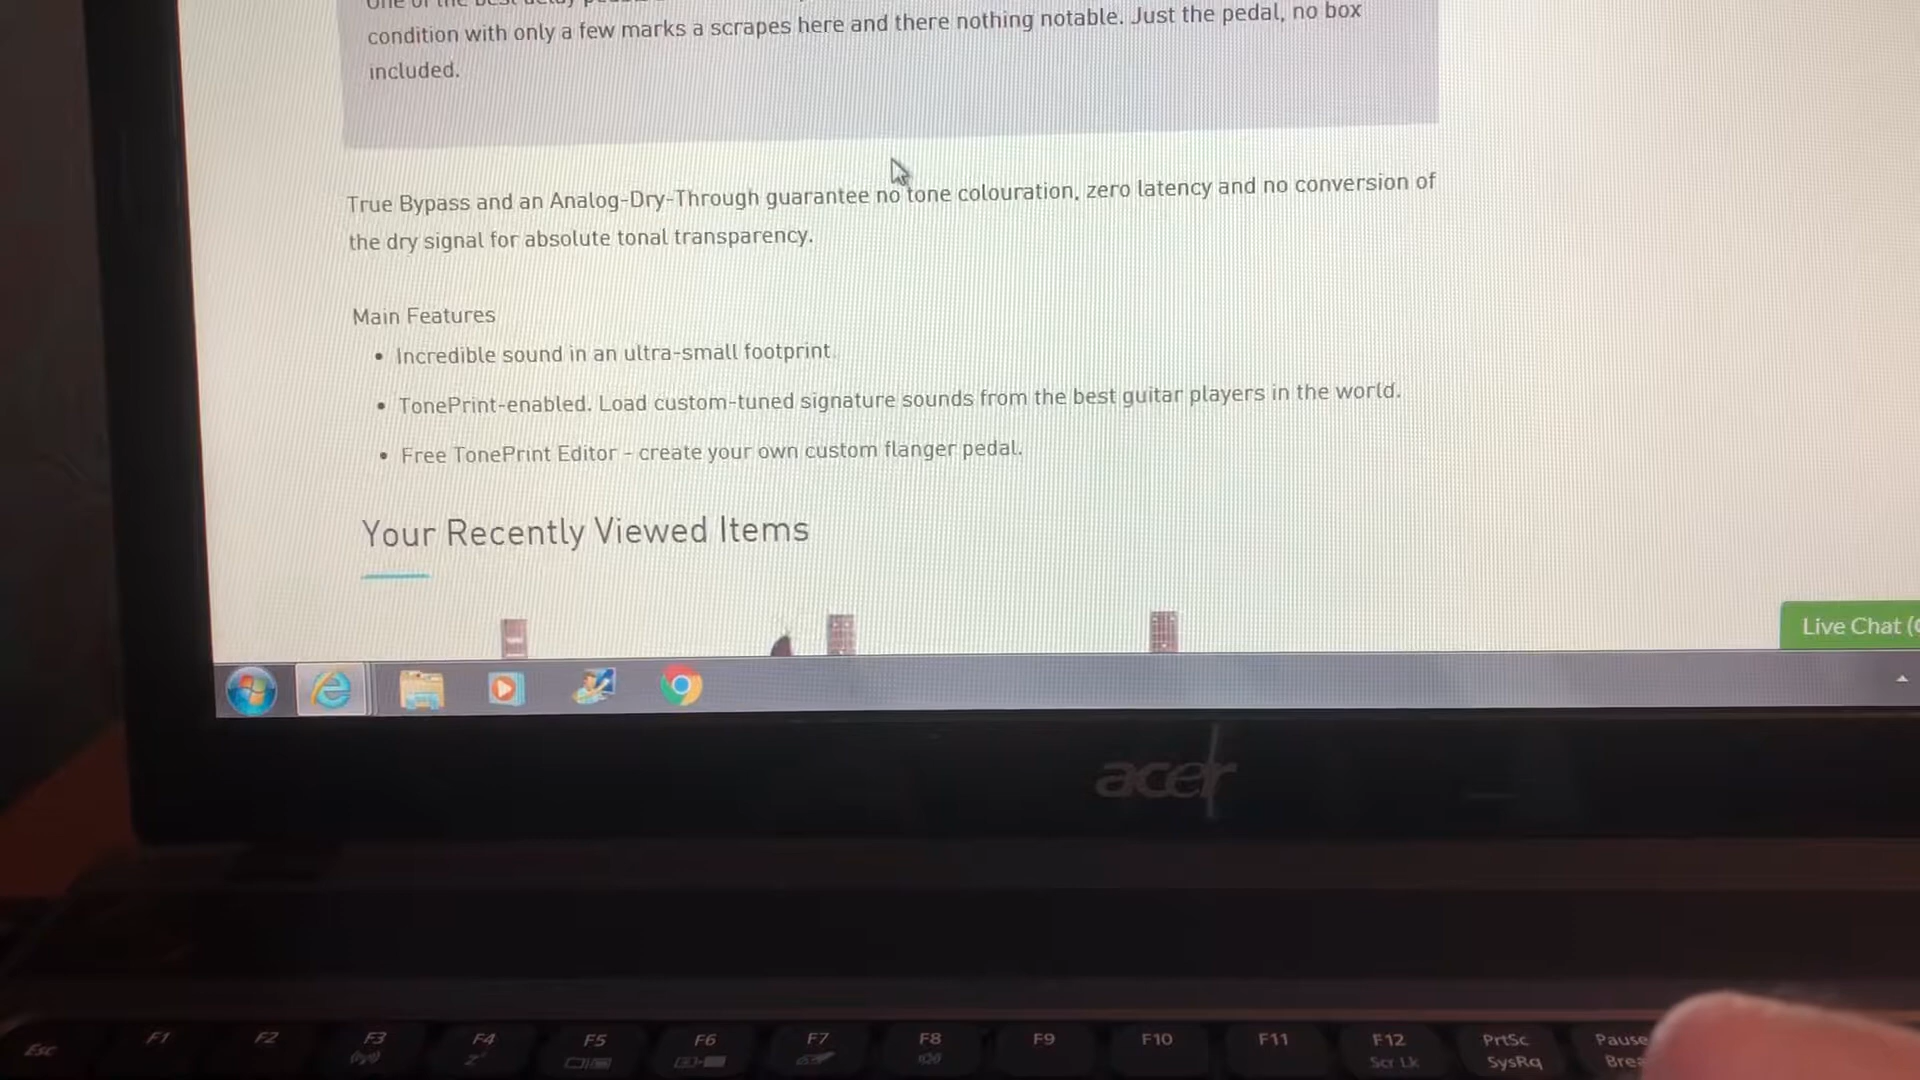 One of the best delay
condition with only a few marks a scrapes here and there nothing notable. Just the pedal, no box
included.
True Bypass and an Analog-Dry-Through guarantee no tone colouration, zero latency and no conversion of
the dry signal for absolute tonal transparency.
Main Features
• Incredible sound in an ultra-small footprint
• TonePrint-enabled. Load custom-tuned signature sounds from the best guitar players in the world.
• Free TonePrint Editor - create your own custom flanger pedal.
Your Recently Viewed Items
Live Chat (
acer
Esc F1 F2 F3 F4 F5 F6 F7 F8 F9 F10 F11 F12 PrtSc Pause
Scr Lk SysRq